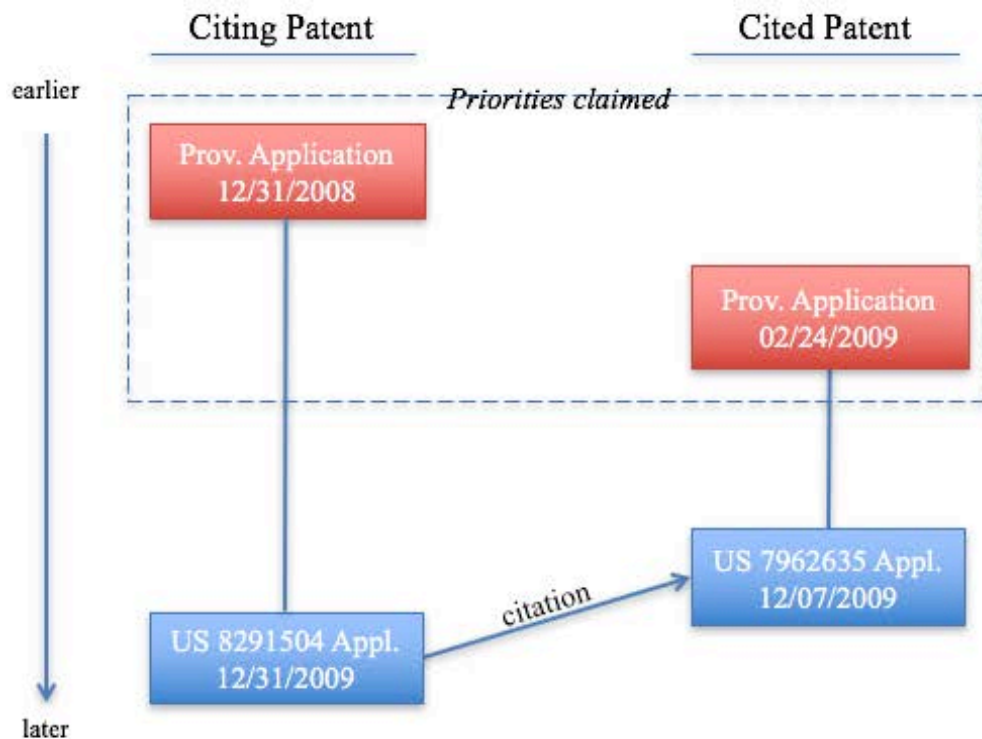 Citing Patent
Cited Patent
earlier
Priorities claimed
Prov. Application
12/31/2008
Prov. Application
02/24/2009
US 7962635 Appl.
12/07/2009
citation
US 8291504 Appl.
12/31/2009
later